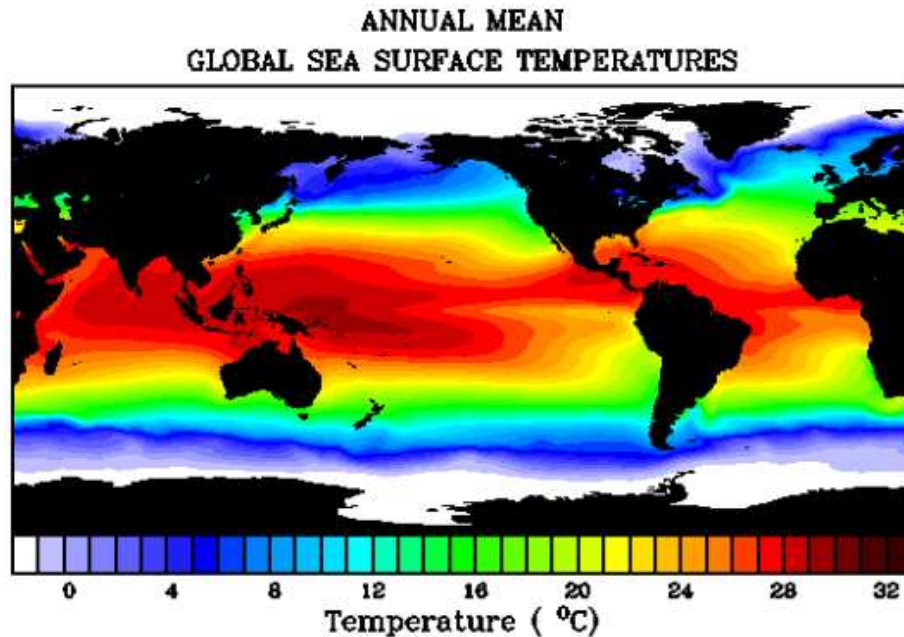 ANNUAL MEAN
GLOBAL SEA SURFACE TEMPERATURES
0 4 8 12 16 20 24 28 32
Temperature ( °C)